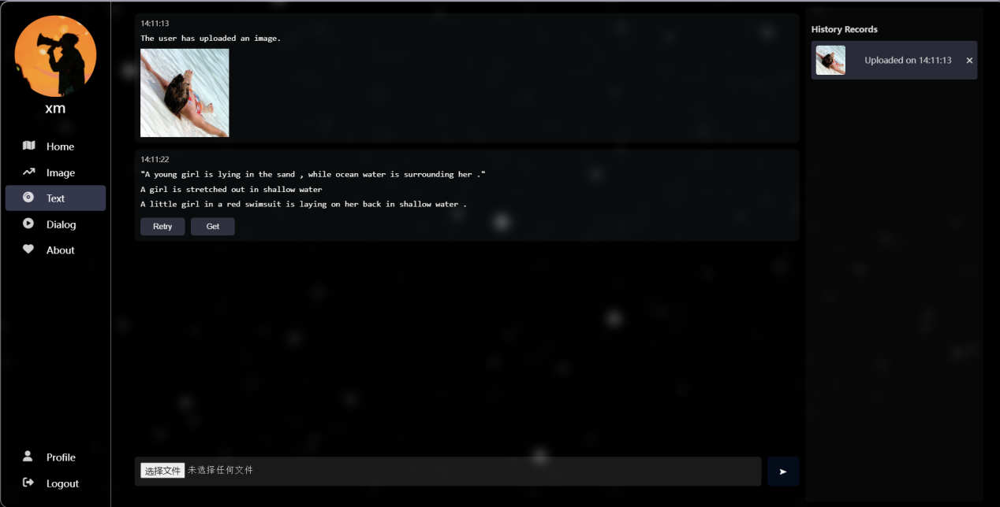 xm
Home
Image
Text
Dialog
About
Profile
Logout
14:11:13
The user has uploaded an image.
14:11:22
"A young girl is lying in the sand , while ocean water is surrounding her ."
A girl is stretched out in shallow water
A little girl in a red swimsuit is laying on her back in shallow water .
Retry Get
选择文件 未选择任何文件
History Records
Uploaded on 14:11:13 ×